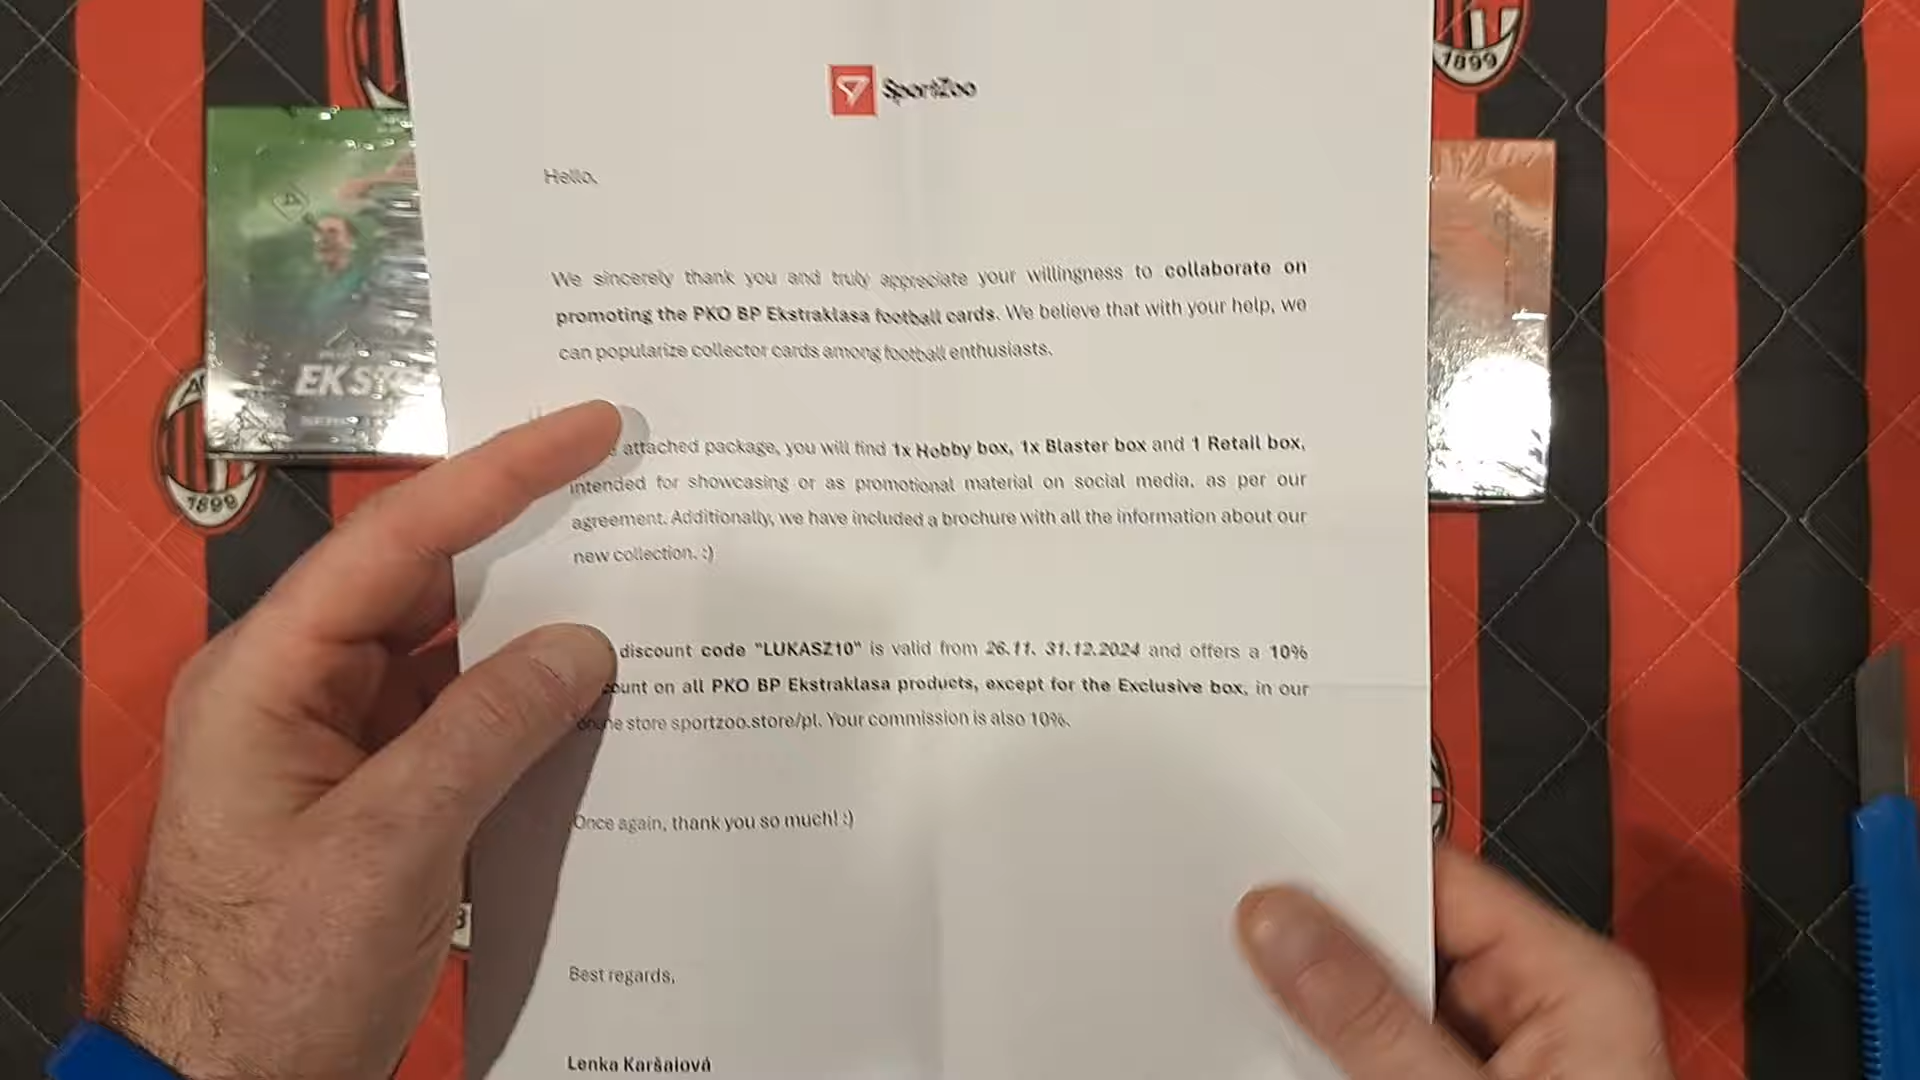 SportZoo
1899
Hello,
We sincerely thank you and truly appreciate your willingness to collaborate on
promoting the PKO BP Ekstraklasa football cards. We believe that with your help, we
can popularize collector cards among football enthusiasts.
EKST
attached package, you will find 1x Hobby box, 1x Blaster box and 1 Retail box,
intended for showcasing or as promotional material on social media, as per our
agreement. Additionally, we have included a brochure with all the information about our
new collection. :)
1899
discount code "LUKASZ10" is valid from 26.11. 31.12.2024 and offers a 10%
ount on all PKO BP Ekstraklasa products, except for the Exclusive box, in our
online store sportzoo.store/pl. Your commission is also 10%.
Once again, thank you so much! :)
Best regards,
Lenka Karšaiová